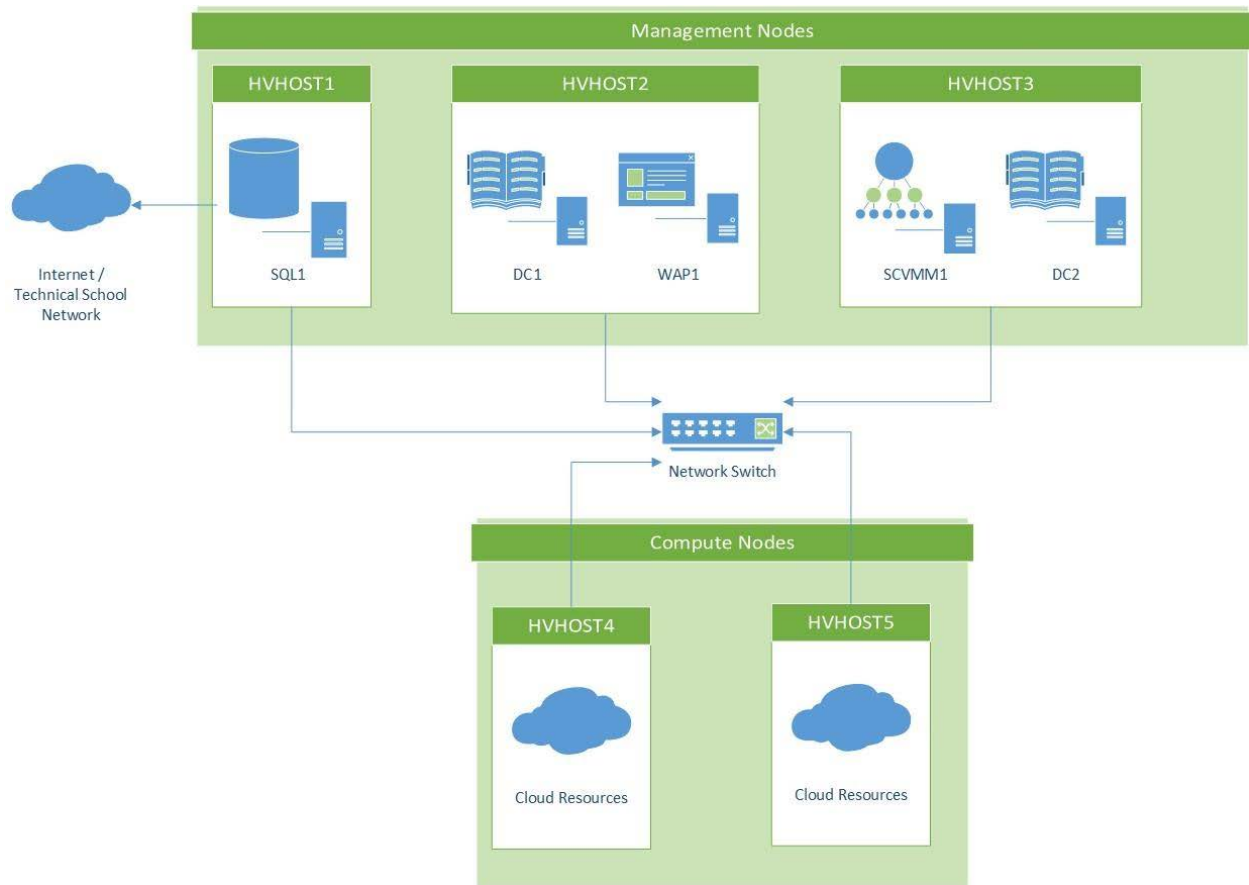 Management Nodes
HVHOST1
HVHOST2
HVHOST3
SQL1
DC1
WAP1
SCVMM1
DC2
Internet /
Technical School
Network
Network Switch
Compute Nodes
HVHOST4
HVHOST5
Cloud Resources
Cloud Resources